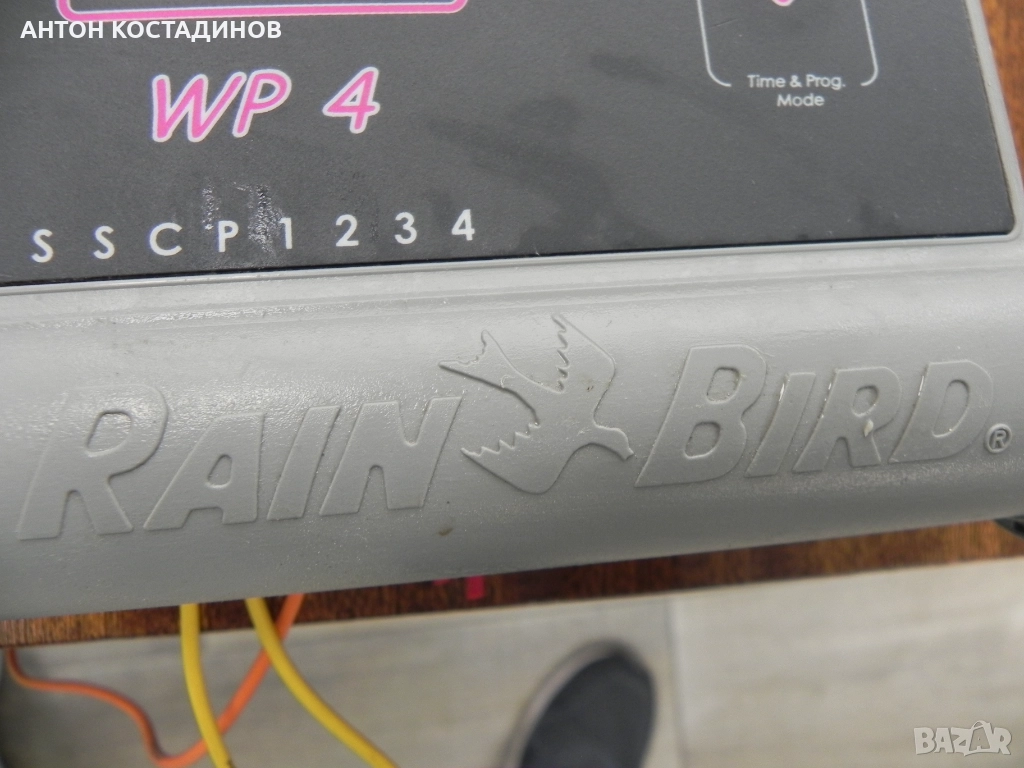 АНТОН КОСТАДИНОВ
WP 4
Time & Prog.
Mode
S S C P 1 2 3 4
RAIN BIRD®
BAZAR